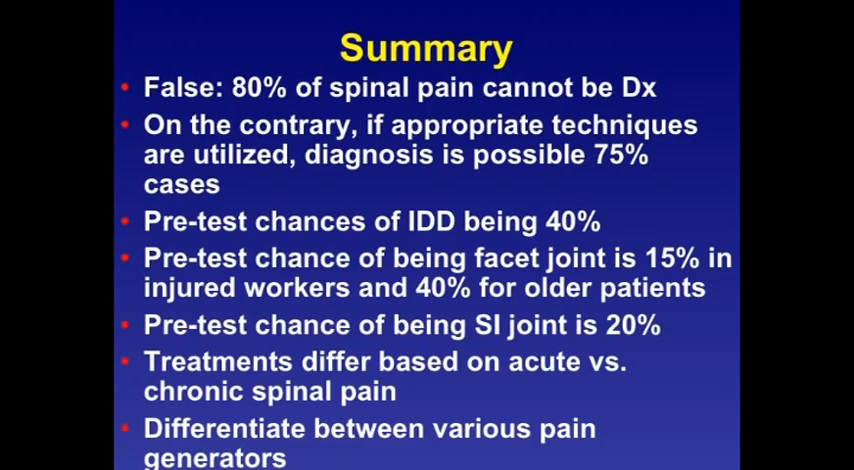 Summary
• False: 80% of spinal pain cannot be Dx
• On the contrary, if appropriate techniques
are utilized, diagnosis is possible 75%
cases
• Pre-test chances of IDD being 40%
• Pre-test chance of being facet joint is 15% in
injured workers and 40% for older patients
• Pre-test chance of being SI joint is 20%
• Treatments differ based on acute vs.
chronic spinal pain
• Differentiate between various pain
generators